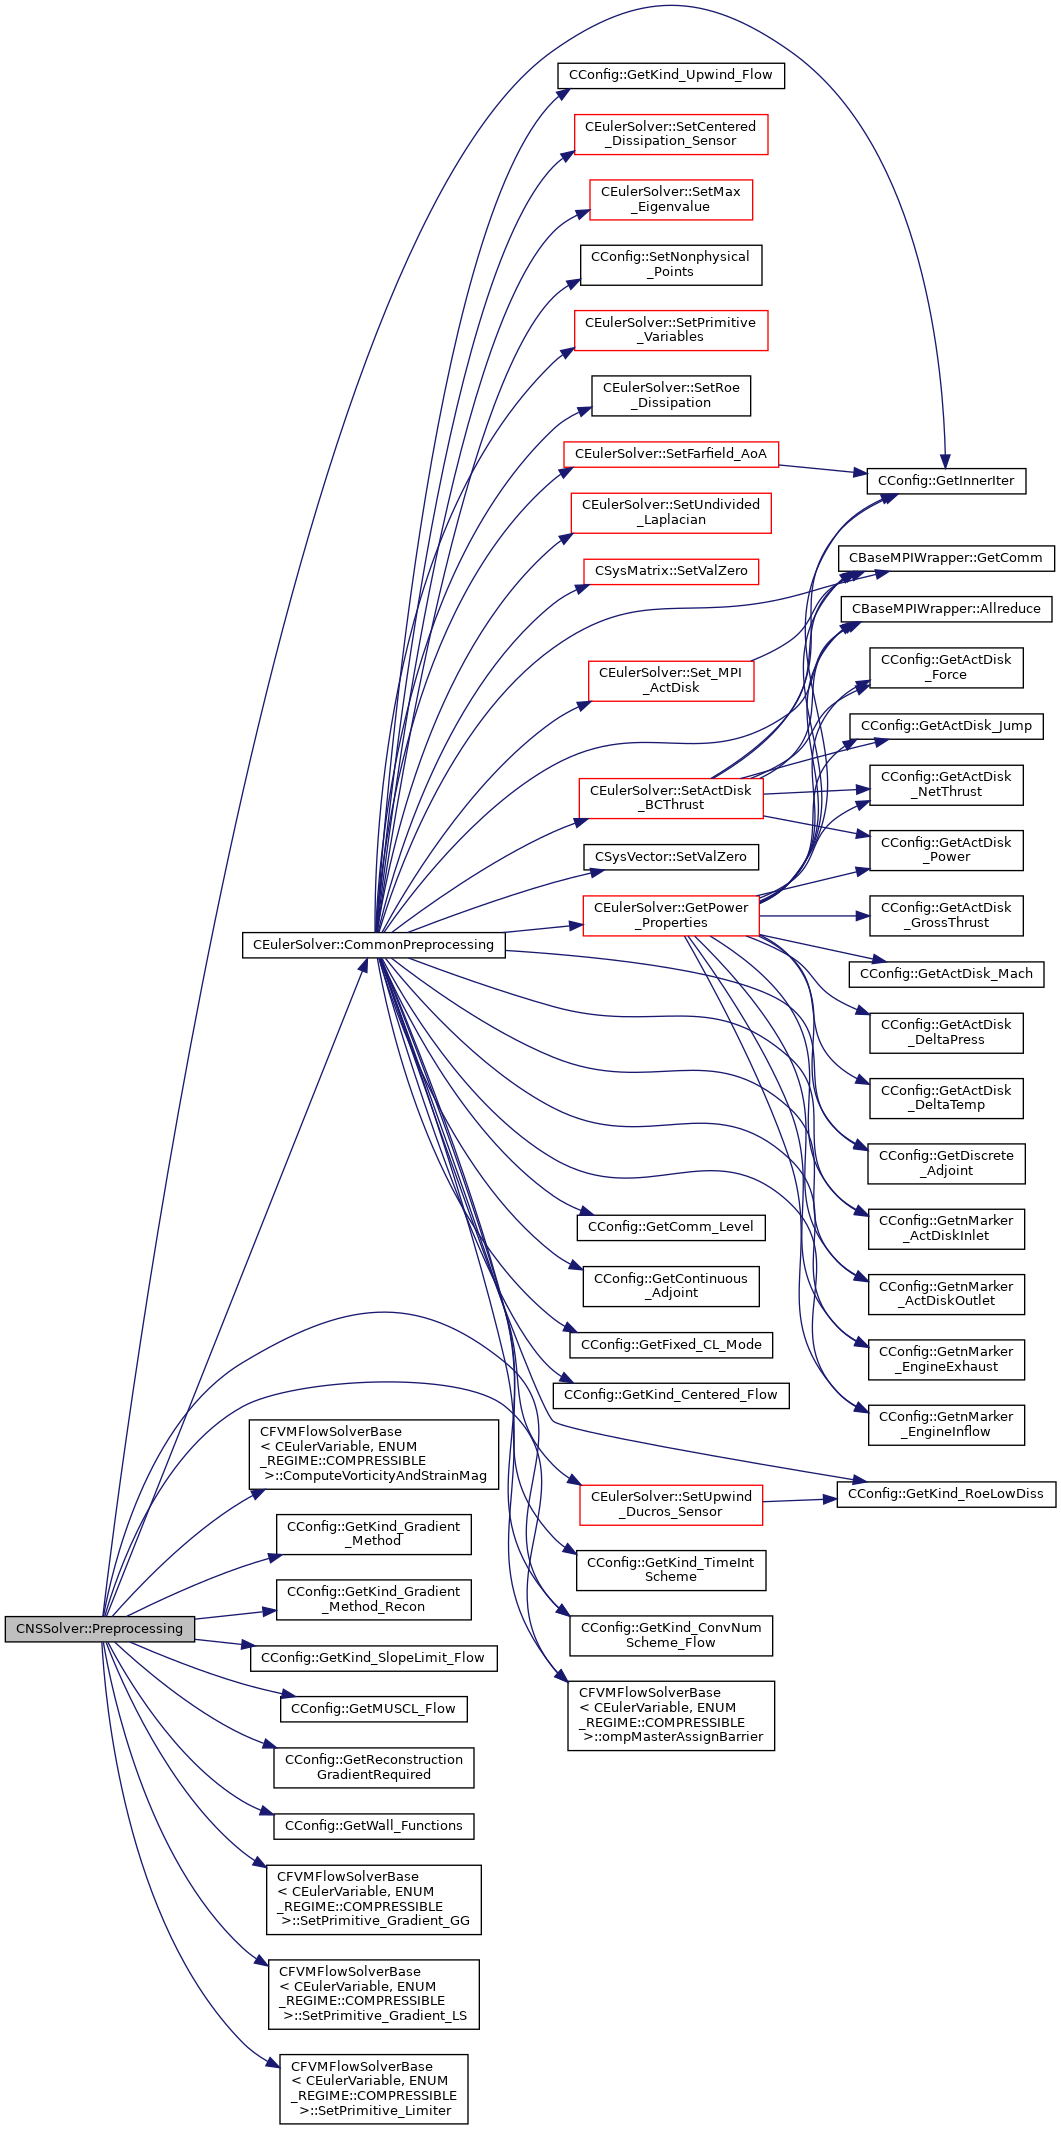 CConfig::GetKind_Upwind_Flow
CEulerSolver::SetCentered
_Dissipation_Sensor
CEulerSolver::SetMax
_Eigenvalue
CConfig::SetNonphysical
_Points
CEulerSolver::SetPrimitive
_Variables
CEulerSolver::SetRoe
_Dissipation
CEulerSolver::SetFarfield_AoA
CConfig::GetInnerIter
CEulerSolver::SetUndivided
_Laplacian
CBaseMPIWrapper::GetComm
CSysMatrix::SetValZero
CBaseMPIWrapper::Allreduce
CEulerSolver::Set_MPI
_ActDisk
CConfig::GetActDisk
_Force
CConfig::GetActDisk_Jump
CEulerSolver::SetActDisk
_BCThrust
CConfig::GetActDisk
_NetThrust
CSysVector::SetValZero
CConfig::GetActDisk
_Power
CEulerSolver::GetPower
_Properties
CConfig::GetActDisk
_GrossThrust
CEulerSolver::CommonPreprocessing
CConfig::GetActDisk_Mach
CConfig::GetActDisk
_DeltaPress
CConfig::GetActDisk
_DeltaTemp
CConfig::GetDiscrete
_Adjoint
CConfig::GetComm_Level
CConfig::GetnMarker
_ActDiskInlet
CConfig::GetContinuous
_Adjoint
CConfig::GetnMarker
_ActDiskOutlet
CConfig::GetFixed_CL_Mode
CConfig::GetnMarker
_EngineExhaust
CConfig::GetKind_Centered_Flow
CConfig::GetnMarker
_EngineInflow
CFVMFlowSolverBase
< CEulerVariable, ENUM
_REGIME::COMPRESSIBLE
>::ComputeVorticityAndStrainMag
CEulerSolver::SetUpwind
_Ducros_Sensor
CConfig::GetKind_RoeLowDiss
CConfig::GetKind_Gradient
_Method
CConfig::GetKind_TimeInt
Scheme
CConfig::GetKind_Gradient
_Method_Recon
CNSSolver::Preprocessing
CConfig::GetKind_ConvNum
Scheme_Flow
CConfig::GetKind_SlopeLimit_Flow
CConfig::GetMUSCL_Flow
CFVMFlowSolverBase
< CEulerVariable, ENUM
_REGIME::COMPRESSIBLE
>::ompMasterAssignBarrier
CConfig::GetReconstruction
GradientRequired
CConfig::GetWall_Functions
CFVMFlowSolverBase
< CEulerVariable, ENUM
_REGIME::COMPRESSIBLE
>::SetPrimitive_Gradient_GG
CFVMFlowSolverBase
< CEulerVariable, ENUM
_REGIME::COMPRESSIBLE
>::SetPrimitive_Gradient_LS
CFVMFlowSolverBase
< CEulerVariable, ENUM
_REGIME::COMPRESSIBLE
>::SetPrimitive_Limiter